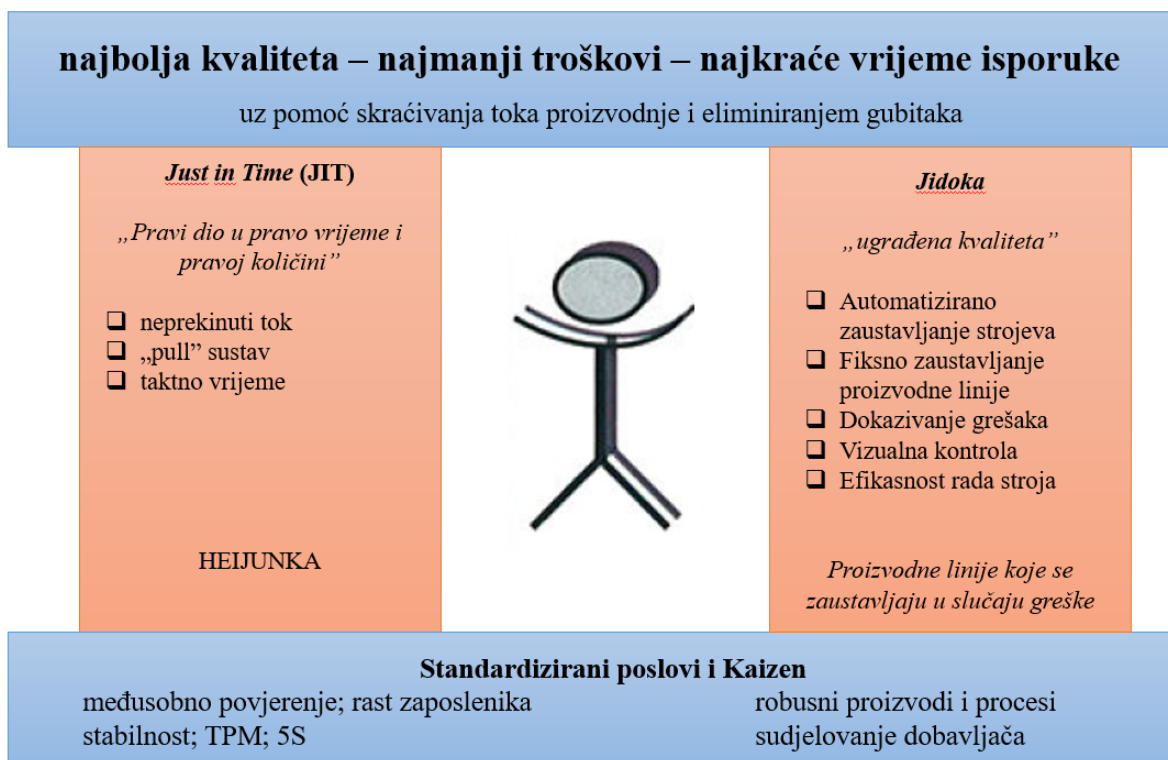 najbolja kvaliteta – najmanji troškovi – najkraće vrijeme isporuke
uz pomoć skraćivanja toka proizvodnje i eliminiranjem gubitaka
Just in Time (JIT)
„Pravi dio u pravo vrijeme i
pravoj količini”
neprekinuti tok
„pull” sustav
taktno vrijeme
HEIJUNKA
Jidoka
„ugrađena kvaliteta”
Automatizirano
zaustavljanje strojeva
Fiksno zaustavljanje
proizvodne linije
Dokazivanje grešaka
Vizualna kontrola
Efikasnost rada stroja
Proizvodne linije koje se
zaustavljaju u slučaju greške
Standardizirani poslovi i Kaizen
međusobno povjerenje; rast zaposlenika
stabilnost; TPM; 5S
robusni proizvodi i procesi
sudjelovanje dobavljača